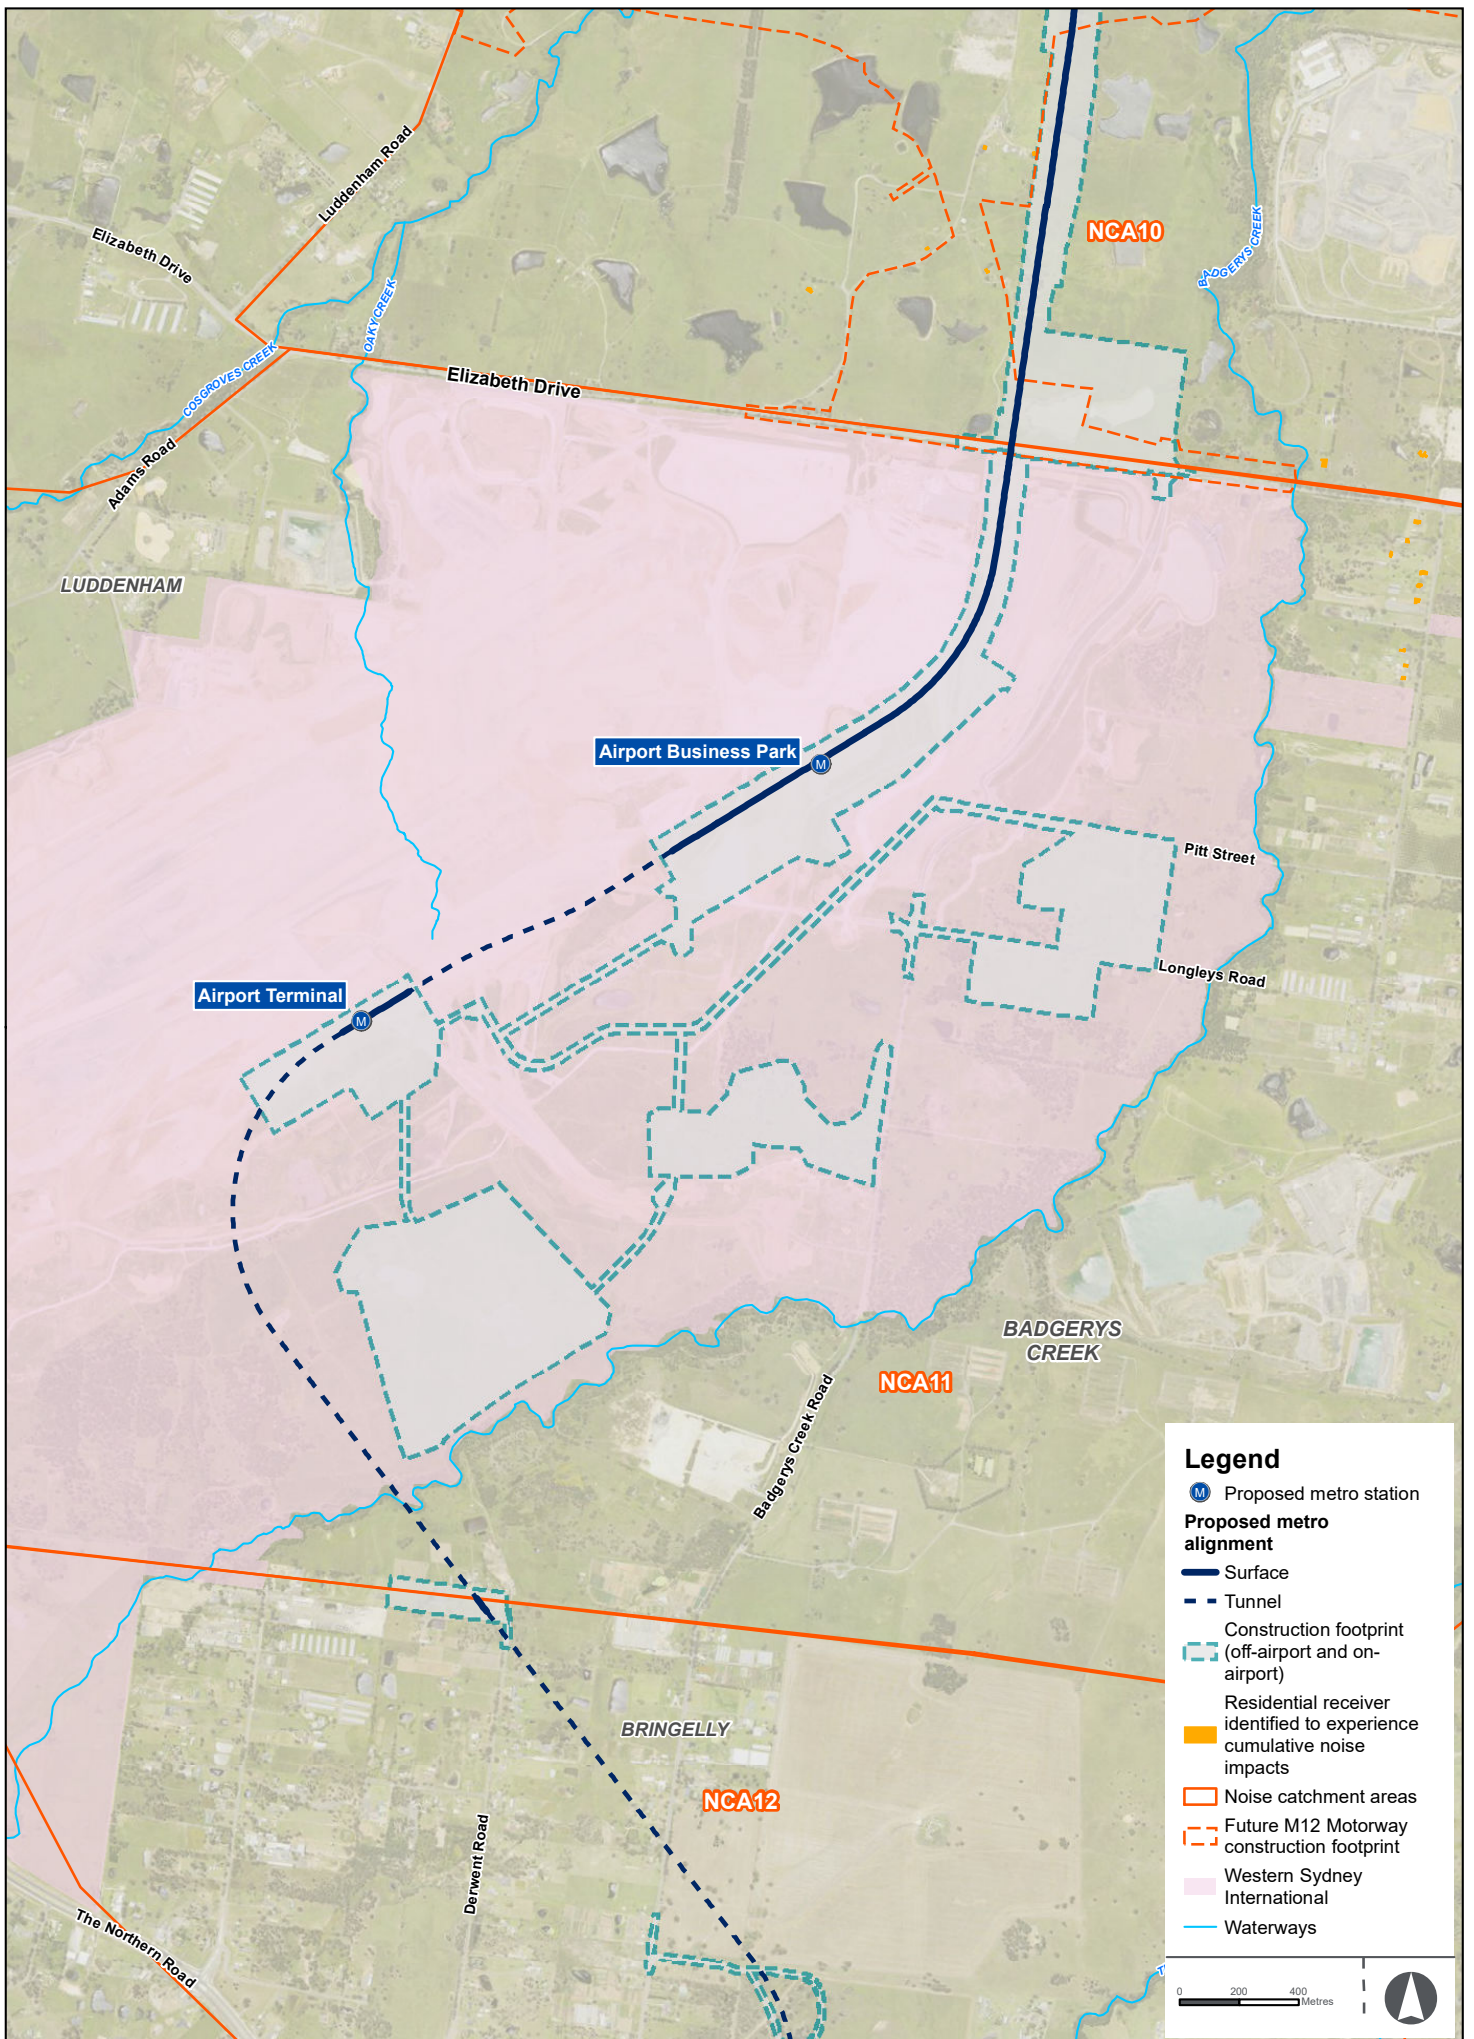 Luddenham Road
Elizabeth Drive
NCA10
BADGERYS CREEK
OAKY CREEK
COSGROVES CREEK
Elizabeth Drive
Adams Road
LUDDENHAM
Airport Business Park
M
Pitt Street
Longleys Road
Airport Terminal
M
BADGERYS
CREEK
NCA11
Badgerys Creek Road
BRINGELLY
NCA12
Derwent Road
The Northern Road
Legend
M Proposed metro station
Proposed metro
alignment
Surface
Tunnel
Construction footprint
(off-airport and on-
airport)
Residential receiver
identified to experience
cumulative noise
impacts
Noise catchment areas
Future M12 Motorway
construction footprint
Western Sydney
International
Waterways
0 200 400
Metres